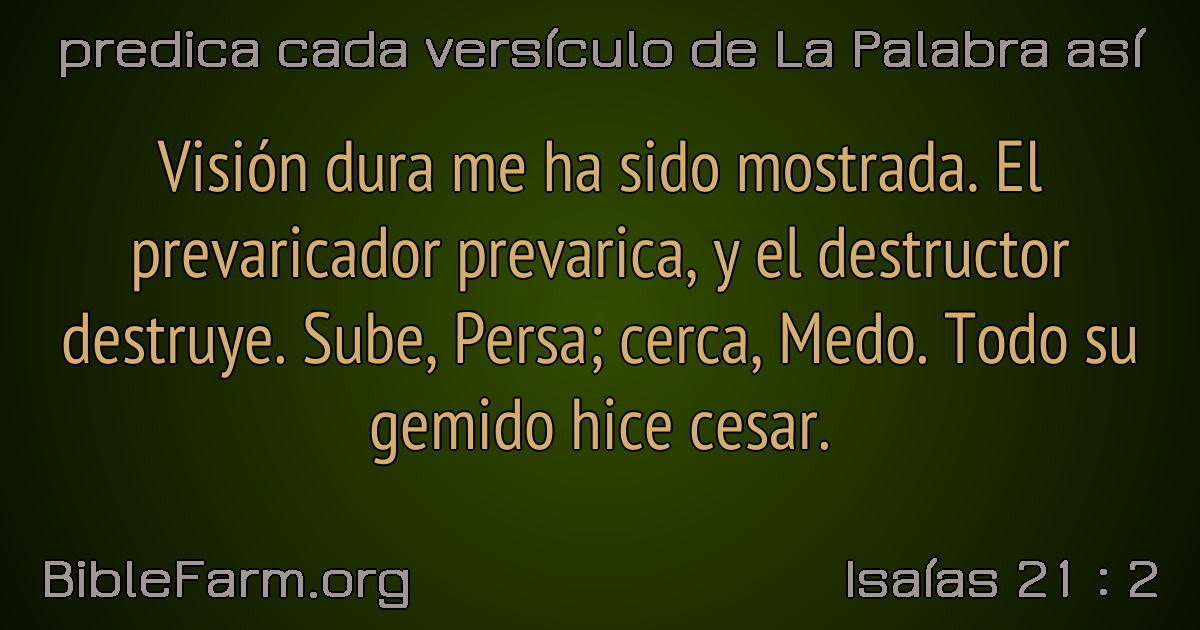 predica cada versículo de La Palabra así
Visión dura me ha sido mostrada. El
prevaricador prevarica, y el destructor
destruye. Sube, Persa; cerca, Medo. Todo su
gemido hice cesar.
BibleFarm.org
Isaías 21 : 2